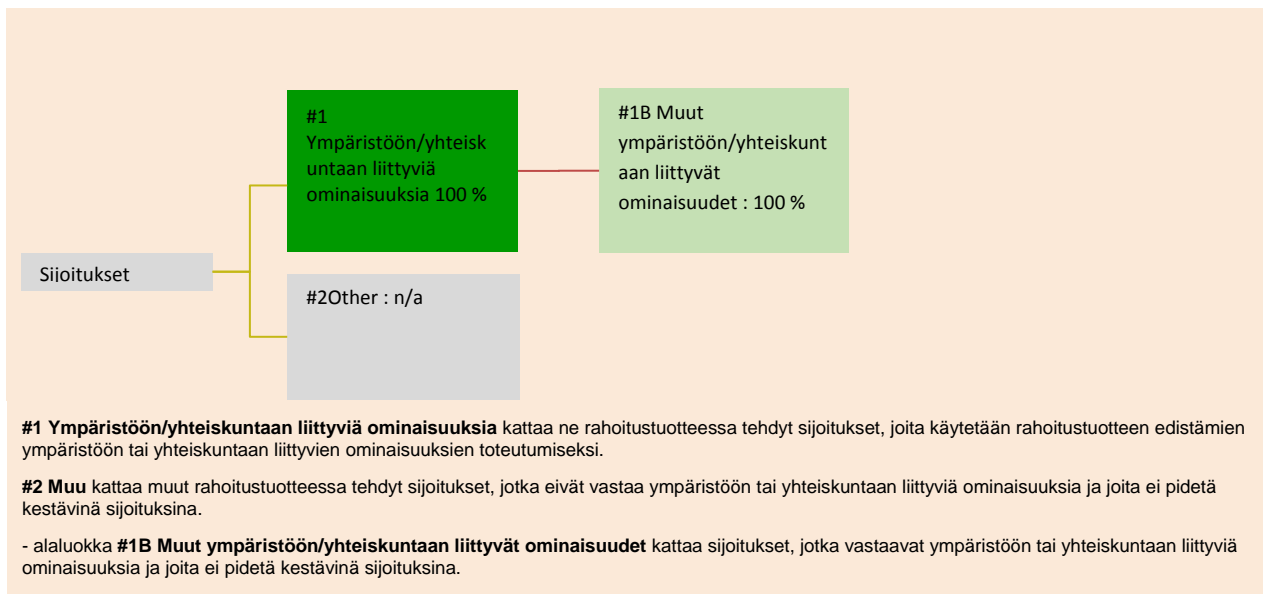 #1
Ympäristöön/yhteisk
untaan liittyviä
ominaisuuksia 100 %
#1B Muut
ympäristöön/yhteiskunt
aan liittyvät
ominaisuudet : 100 %
Sijoitukset
#2Other : n/a
#1 Ympäristöön/yhteiskuntaan liittyviä ominaisuuksia kattaa ne rahoitustuotteessa tehdyt sijoitukset, joita käytetään rahoitustuotteen edistämien
ympäristöön tai yhteiskuntaan liittyvien ominaisuuksien toteutumiseksi.
#2 Muu kattaa muut rahoitustuotteessa tehdyt sijoitukset, jotka eivät vastaa ympäristöön tai yhteiskuntaan liittyviä ominaisuuksia ja joita ei pidetä
kestävinä sijoituksina.
- alaluokka #1B Muut ympäristöön/yhteiskuntaan liittyvät ominaisuudet kattaa sijoitukset, jotka vastaavat ympäristöön tai yhteiskuntaan liittyviä
ominaisuuksia ja joita ei pidetä kestävinä sijoituksina.